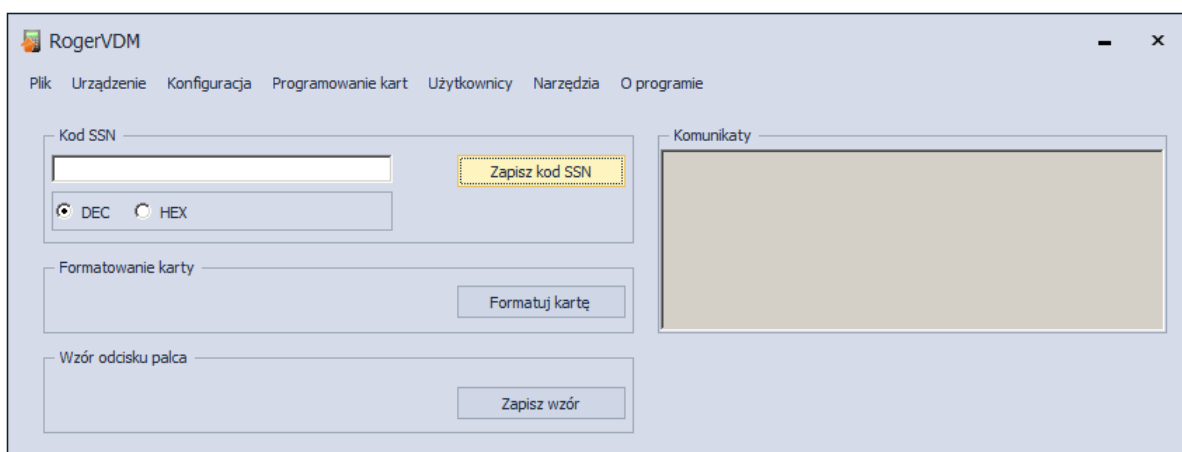 RogerVDM
Plik Urządzenie Konfiguracja Programowanie kart Użytkownicy Narzędzia O programie
Kod SSN
Zapisz kod SSN
DEC HEX
Formatowanie karty
Formatuj kartę
Wzór odcisku palca
Zapisz wzór
Komunikaty